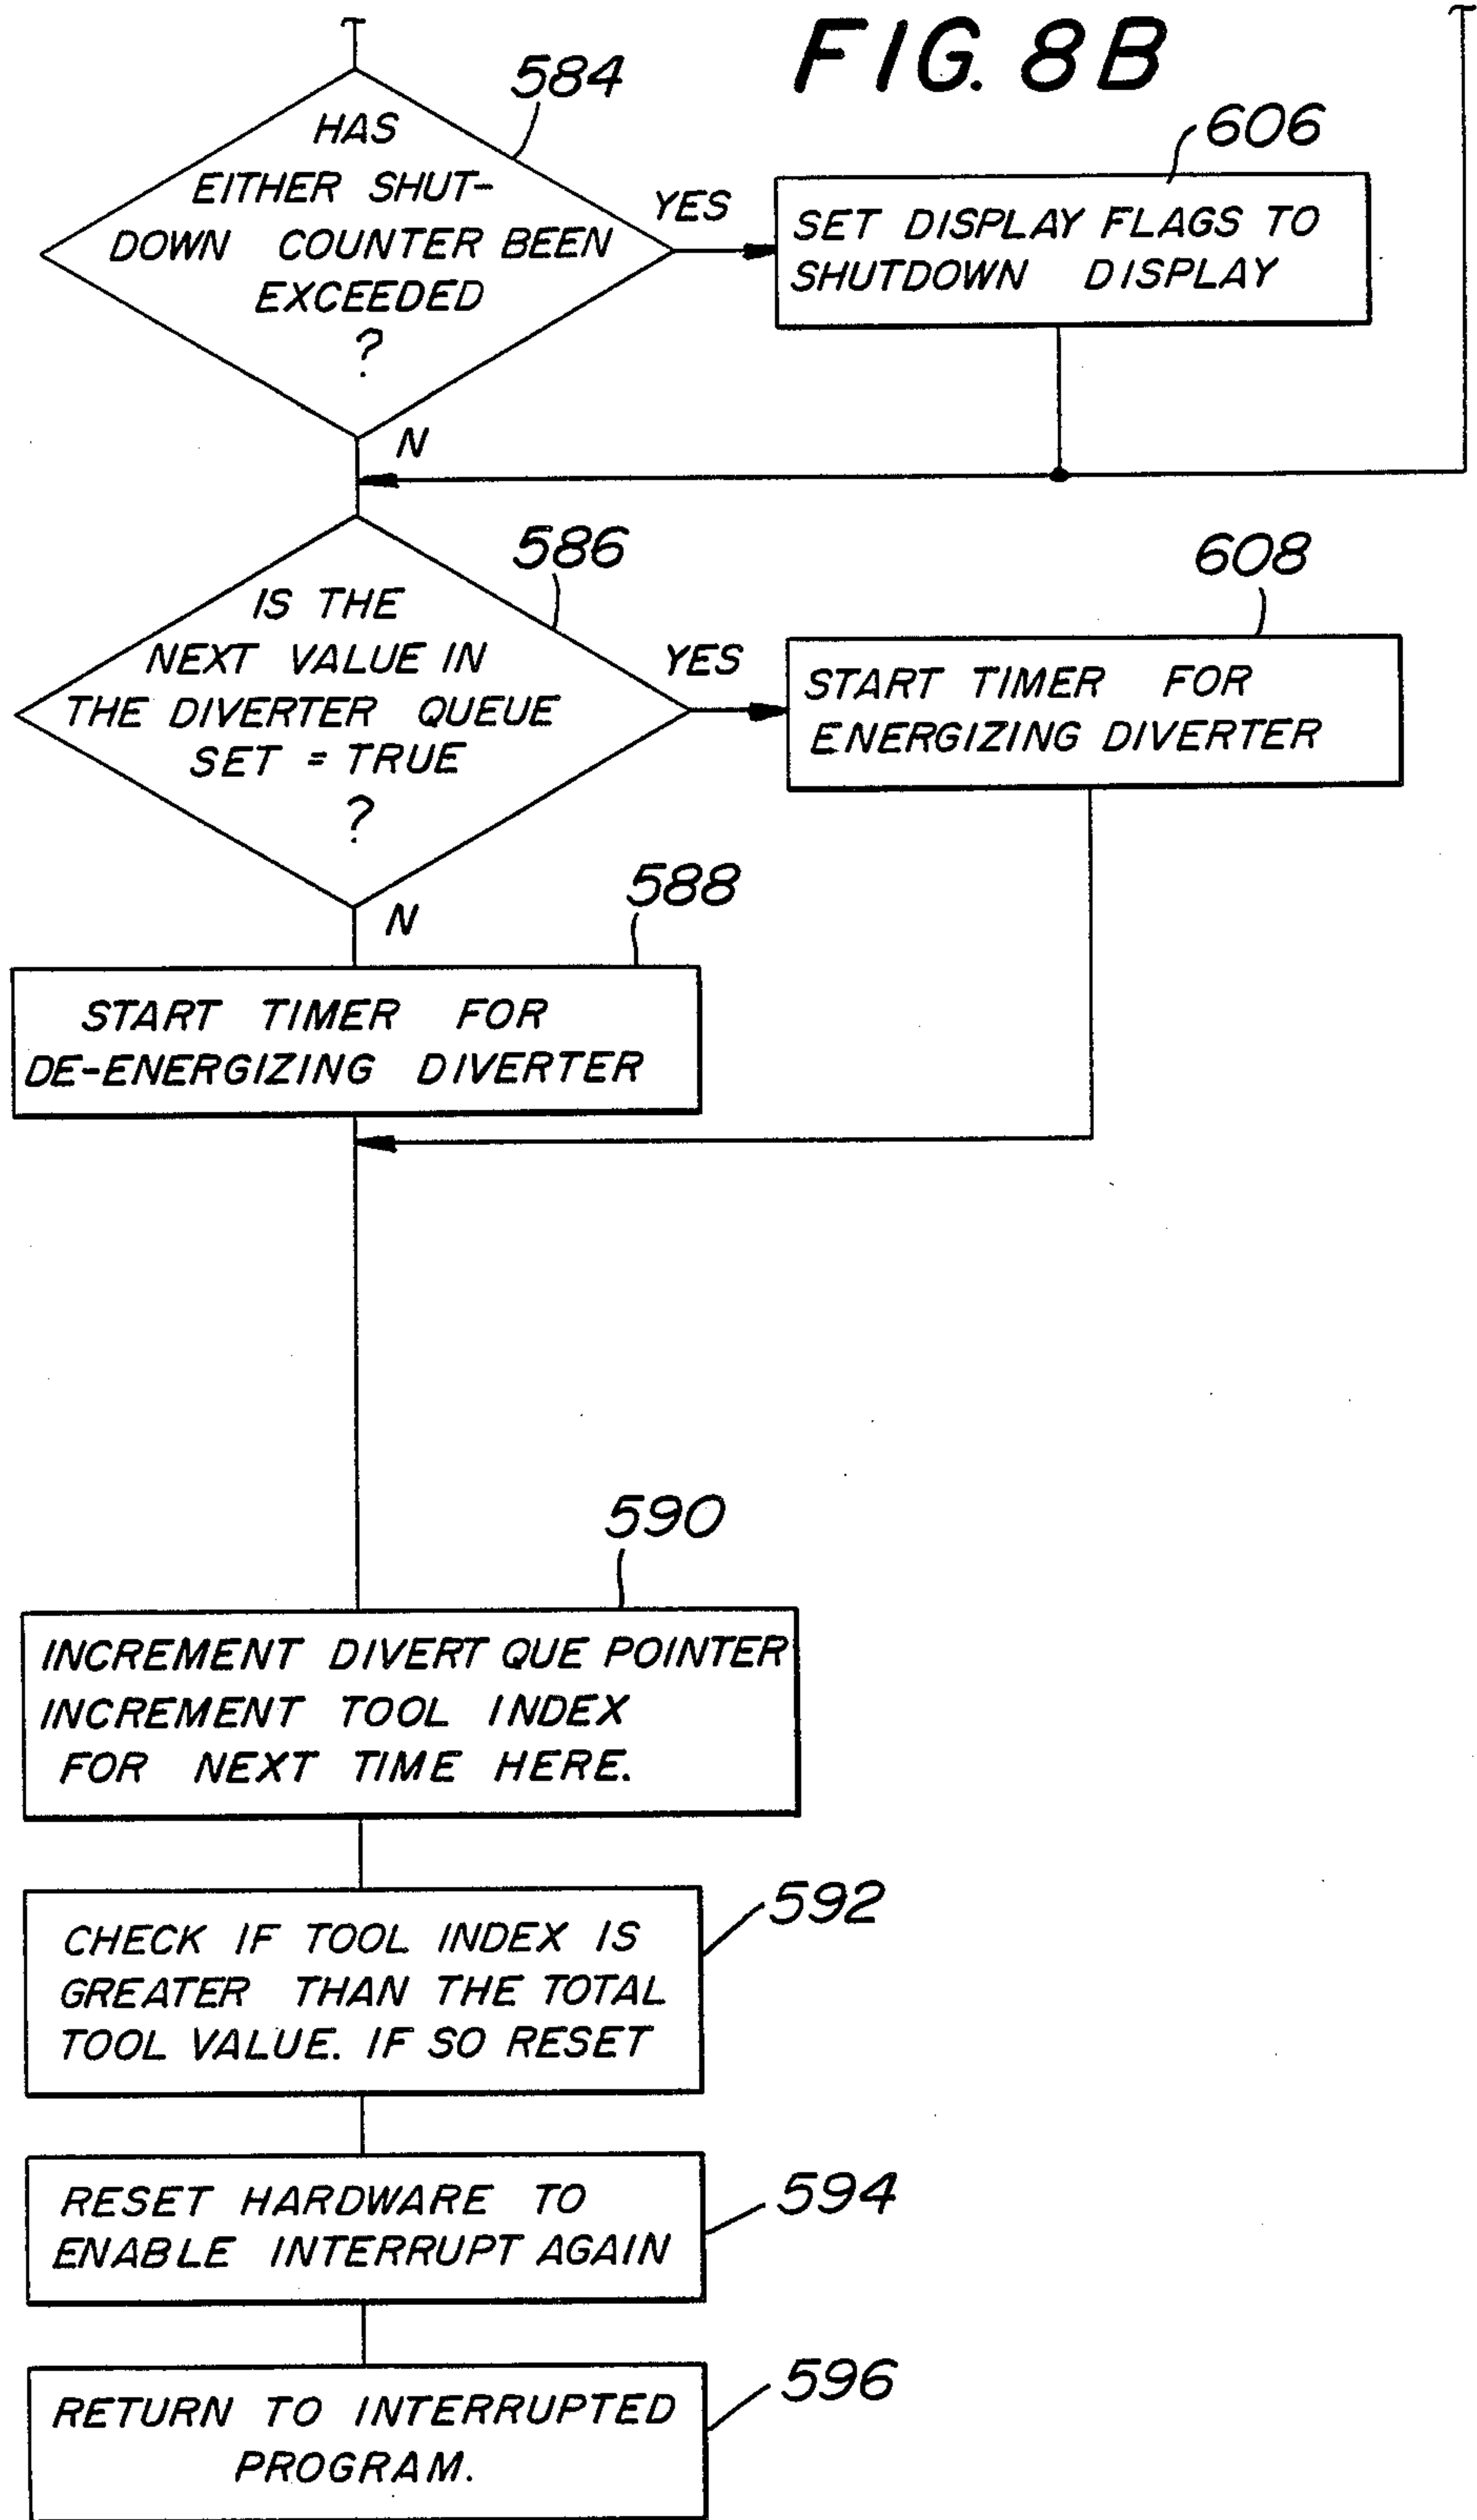 FIG. 8B
584
HAS
EITHER SHUT-
DOWN COUNTER BEEN
EXCEEDED
?
YES
606
SET DISPLAY FLAGS TO
SHUTDOWN DISPLAY
N
586
IS THE
NEXT VALUE IN
THE DIVERTER QUEUE
SET = TRUE
?
YES
608
START TIMER FOR
ENERGIZING DIVERTER
N
588
START TIMER FOR
DE-ENERGIZING DIVERTER
590
INCREMENT DIVERT QUE POINTER
INCREMENT TOOL INDEX
FOR NEXT TIME HERE.
592
CHECK IF TOOL INDEX IS
GREATER THAN THE TOTAL
TOOL VALUE. IF SO RESET
594
RESET HARDWARE TO
ENABLE INTERRUPT AGAIN
596
RETURN TO INTERRUPTED
PROGRAM.